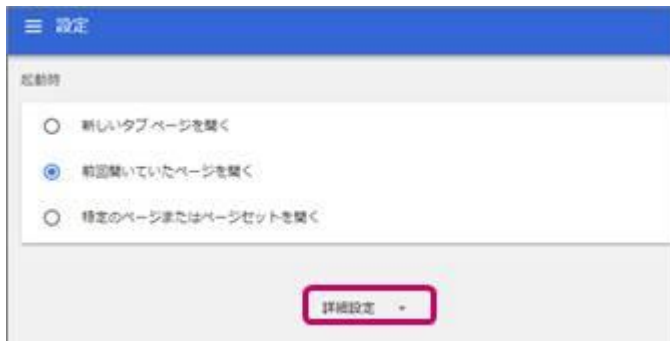 設定
起動時
新しいタブ ページを開く
前回開いていたページを開く
特定のページまたはページセットを開く
詳細設定